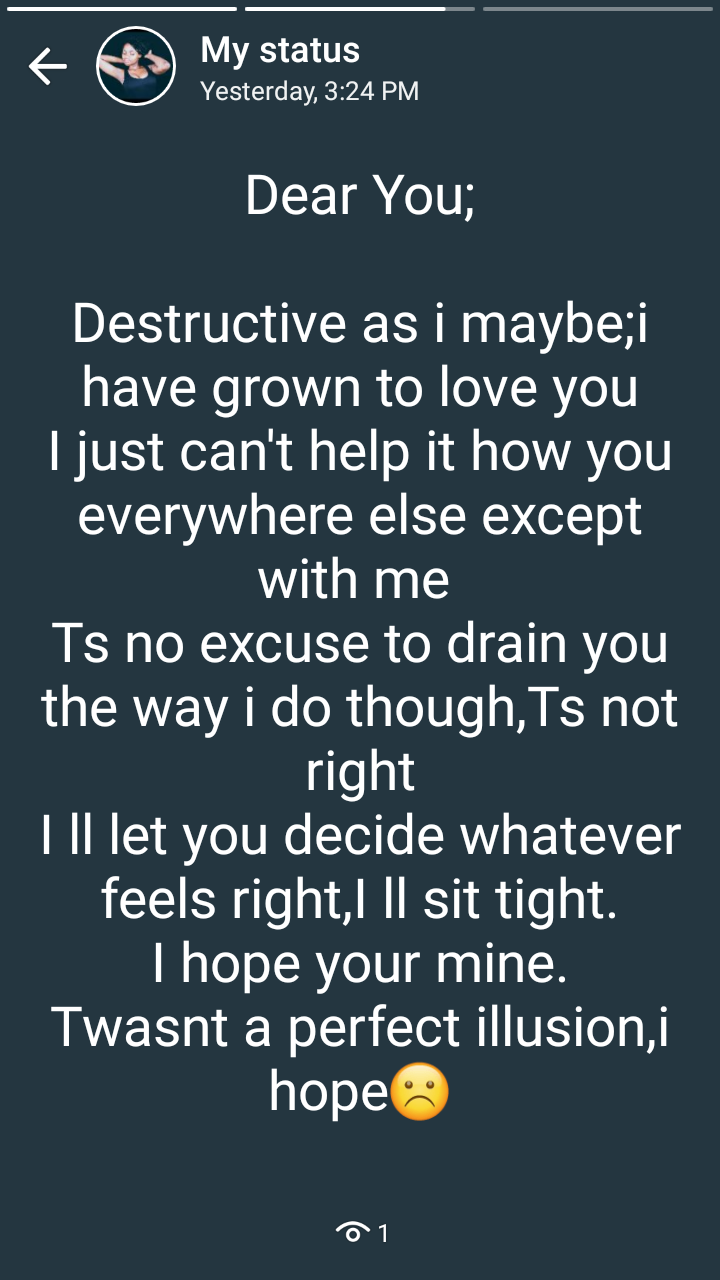 My status
Yesterday, 3:24 PM
Dear You;
Destructive as i maybe;i
have grown to love you
I just can't help it how you
everywhere else except
with me
Ts no excuse to drain you
the way i do though,Ts not
right
I ll let you decide whatever
feels right,I ll sit tight.
I hope your mine.
Twasnt a perfect illusion,i
hope☹️
1